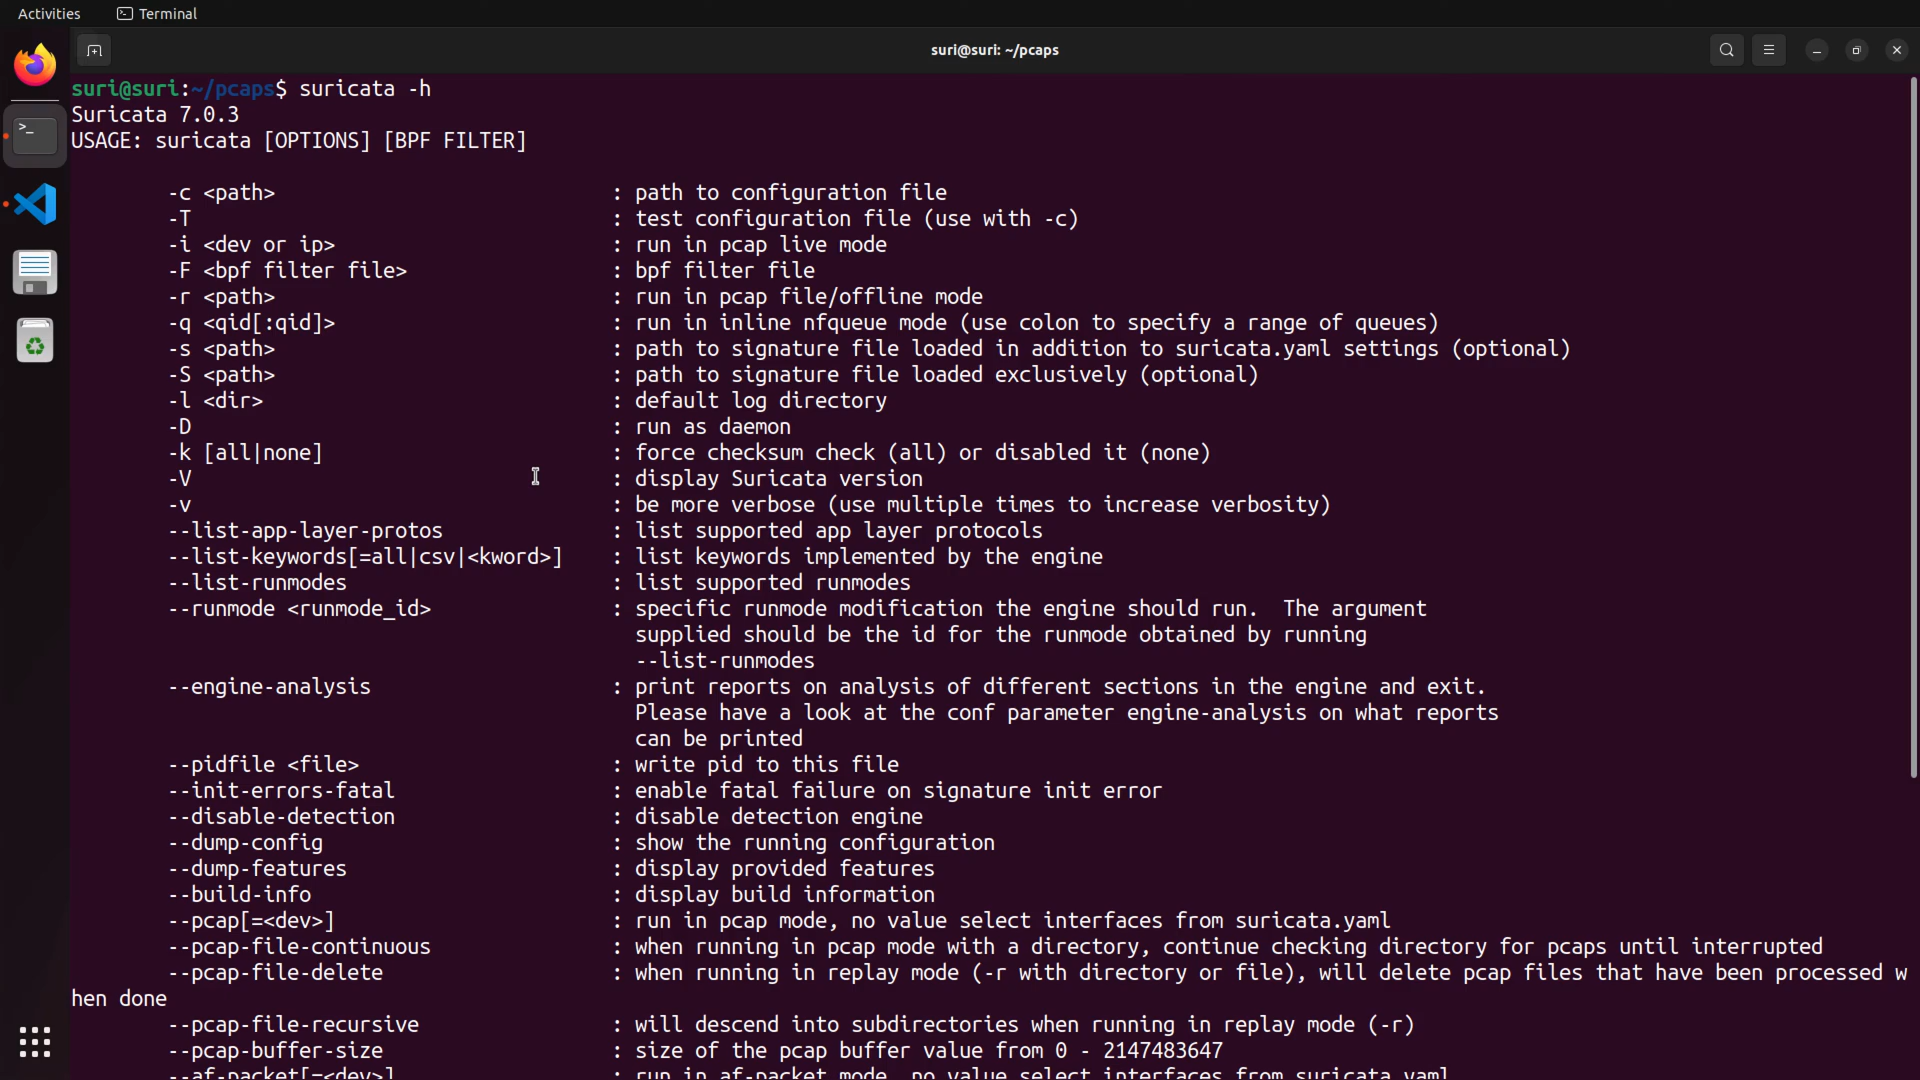 Activities Terminal
suri@suri: ~/pcaps
suri@suri:~/pcaps$ suricata -h
Suricata 7.0.3
USAGE: suricata [OPTIONS] [BPF FILTER]
-c <path> : path to configuration file
-T : test configuration file (use with -c)
-i <dev or ip> : run in pcap live mode
-F <bpf filter file> : bpf filter file
-r <path> : run in pcap file/offline mode
-q <qid[:qid]> : run in inline nfqueue mode (use colon to specify a range of queues)
-s <path> : path to signature file loaded in addition to suricata.yaml settings (optional)
-S <path> : path to signature file loaded exclusively (optional)
-l <dir> : default log directory
-D : run as daemon
-k [all|none] : force checksum check (all) or disabled it (none)
-V : display Suricata version
-v : be more verbose (use multiple times to increase verbosity)
--list-app-layer-protos : list supported app layer protocols
--list-keywords[=all|csv|<kword>] : list keywords implemented by the engine
--list-runmodes : list supported runmodes
--runmode <runmode_id> : specific runmode modification the engine should run.  The argument
supplied should be the id for the runmode obtained by running
--list-runmodes
--engine-analysis : print reports on analysis of different sections in the engine and exit.
Please have a look at the conf parameter engine-analysis on what reports
can be printed
--pidfile <file> : write pid to this file
--init-errors-fatal : enable fatal failure on signature init error
--disable-detection : disable detection engine
--dump-config : show the running configuration
--dump-features : display provided features
--build-info : display build information
--pcap[=<dev>] : run in pcap mode, no value select interfaces from suricata.yaml
--pcap-file-continuous : when running in pcap mode with a directory, continue checking directory for pcaps until interrupted
--pcap-file-delete : when running in replay mode (-r with directory or file), will delete pcap files that have been processed w
hen done
--pcap-file-recursive : will descend into subdirectories when running in replay mode (-r)
--pcap-buffer-size : size of the pcap buffer value from 0 - 2147483647
--af-packet[=<dev>] : run in af-packet mode, no value select interfaces from suricata.yaml